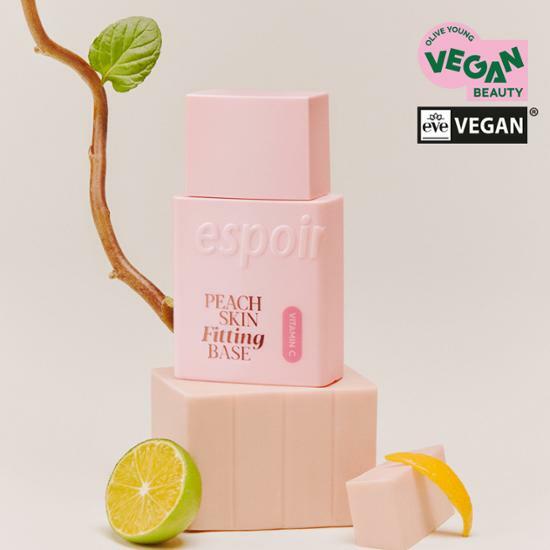 OLIVE YOUNG
VEGAN
BEAUTY
eve VEGAN®
espoir
PEACH
SKIN
Fitting
BASE
VITAMIN C